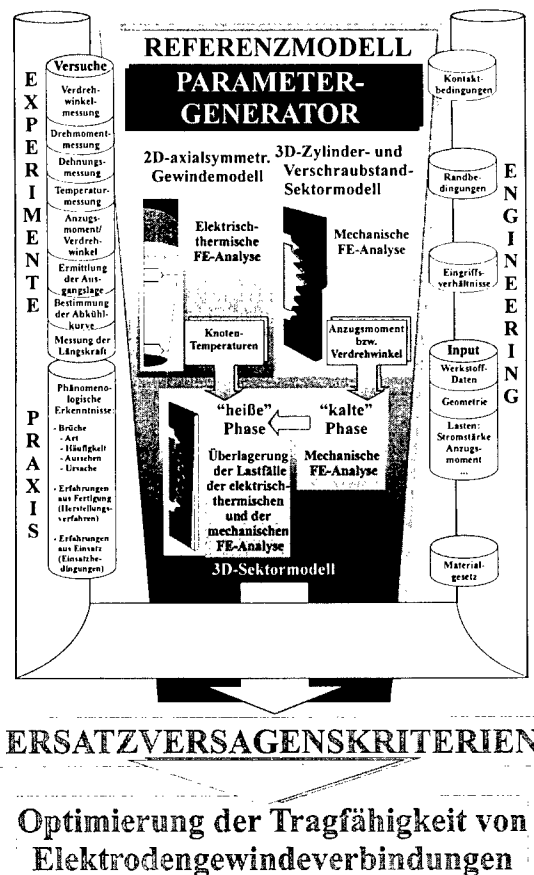 REFERENZMODELL
PARAMETER-
GENERATOR
EXPERIMENTE
PRAXIS
Versuche
Verdreh-
winkel-
messung
Drehmoment-
messung
Dehnungs-
messung
Temperatur-
messung
Anzugs-
moment/
Verdreh-
winkel
Ermittlung
der Aus-
gangslage
Bestimmung
der Abkühl-
kurve
Messung der
Längskraft
Phänomeno-
logische
Erkenntnisse
- Brüche
- Art
- Häufigkeit
- Aussehen
- Ursache
- Erfahrungen
aus Fertigung
(Herstellungs-
verfahren)
- Erfahrungen
aus Einsatz
(Einsatzbe-
dingungen)
2D-axialsymmetr.
Gewindemodell
3D-Zylinder- und
Verschraubstand-
Sektormodell
Elektrisch-
thermische
FE-Analyse
Mechanische
FE-Analyse
Knoten-
Temperaturen
Anzugsmoment
bzw.
Verdrehwinkel
"heiße"
Phase
"kalte"
Phase
Überlagerung
der Lastfälle
der elektrisch-
thermischen
und der
mechanischen
FE-Analyse
Mechanische
FE-Analyse
3D-Sektormodell
ENGINEERING
Kontakt-
bedingungen
Randbe-
dingungen
Eingriffs-
verhältnisse
Input
Werkstoff-
Daten
Geometrie
Lasten:
Stromstärke
Anzugs-
moment
...
Material-
gesetz
ERSATZVERSAGENSKRITERIEN
Optimierung der Tragfähigkeit von
Elektrodengewindeverbindungen